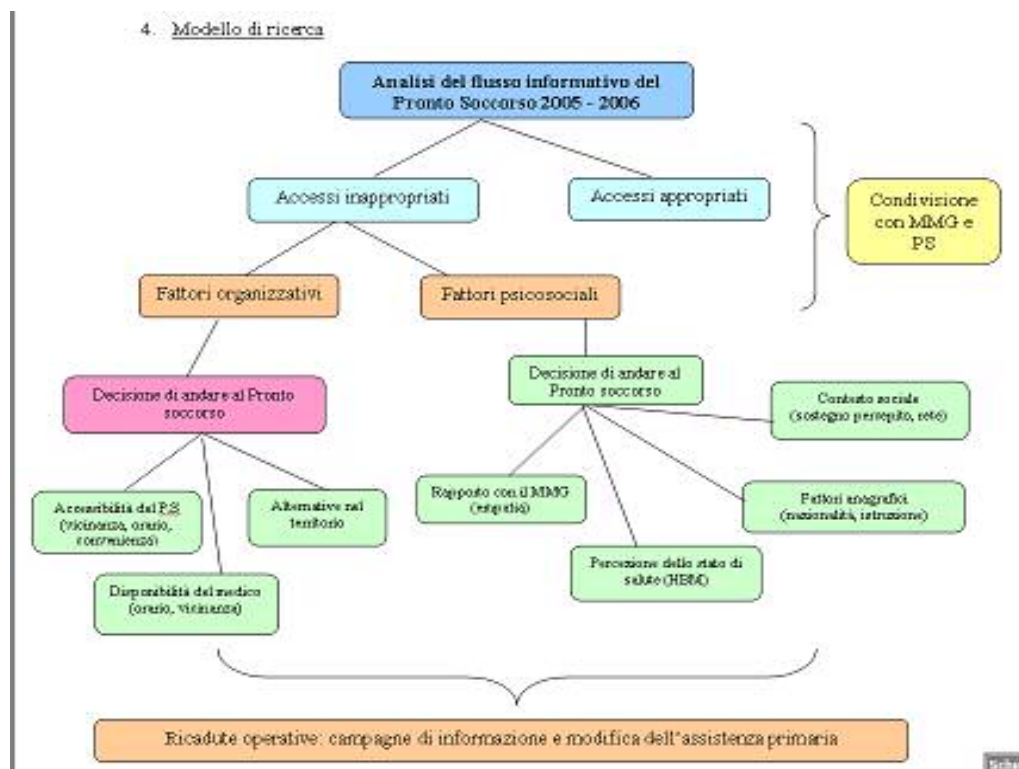 4. Modello di ricerca
Analisi del flusso informativo del
Pronto Soccorso 2005 - 2006
Accessi inappropriati
Accessi appropriati
Condivisione
con MMG e
PS
Fattori organizzativi
Fattori psicosociali
Decisione di andare al Pronto
soccorso
Decisione di andare al
Pronto soccorso
Contesto sociale
(sostegno percepito, rete)
Accessibilità del P.S.
(vicinanza, orario,
convenienza)
Alternative nel
territorio
Rapporto con il MMG
(empatia)
Fattori anagrafici
(nazionalità, istruzione)
Disponibilità del medico
(orario, vicinanza)
Percezione dello stato di
salute (HBM)
Ricadute operative: campagne di informazione e modifica dell'assistenza primaria